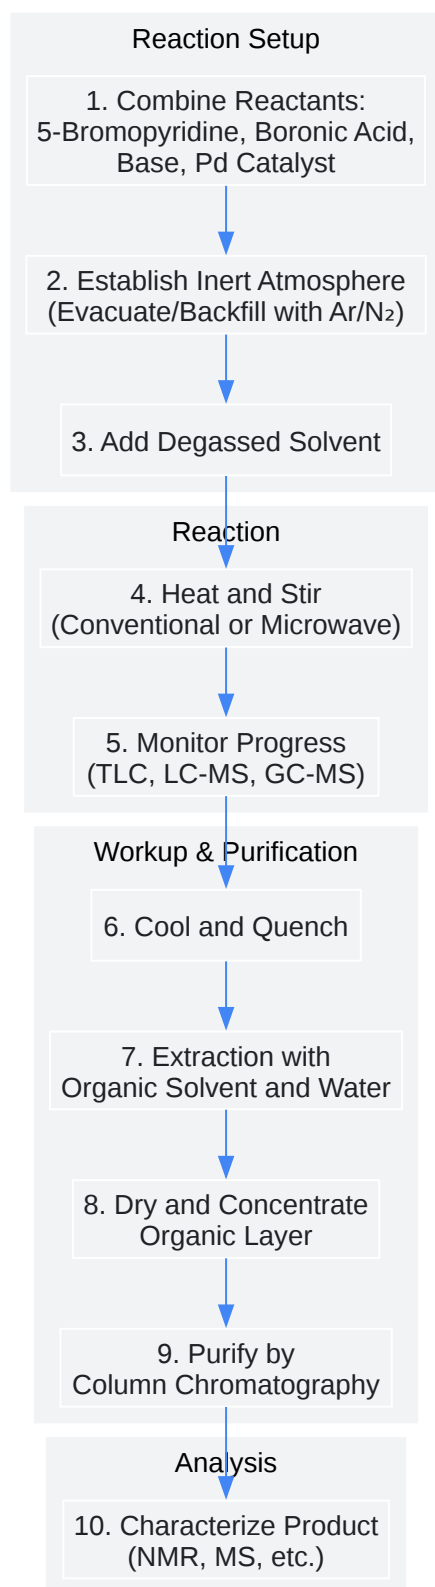 Reaction Setup
1. Combine Reactants:
5-Bromopyridine, Boronic Acid,
Base, Pd Catalyst
2. Establish Inert Atmosphere
(Evacuate/Backfill with Ar/N₂)
3. Add Degassed Solvent
Reaction
4. Heat and Stir
(Conventional or Microwave)
5. Monitor Progress
(TLC, LC-MS, GC-MS)
Workup & Purification
6. Cool and Quench
7. Extraction with
Organic Solvent and Water
8. Dry and Concentrate
Organic Layer
9. Purify by
Column Chromatography
Analysis
10. Characterize Product
(NMR, MS, etc.)